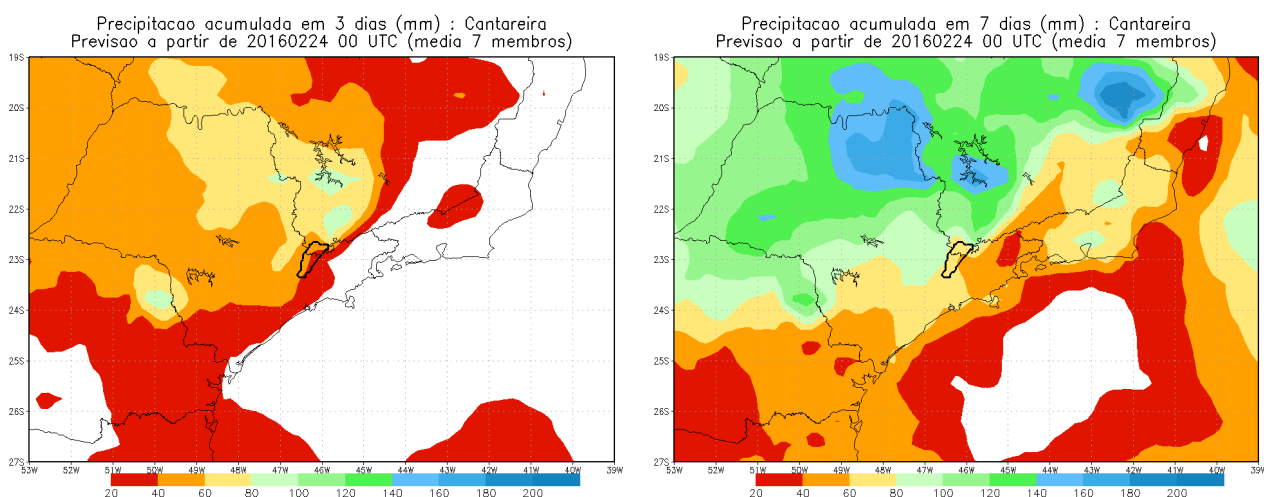 Precipitacao acumulada em 3 dias (mm) : Cantareira
Previsao a partir de 20160224 00 UTC (media 7 membros)
19S
20S
21S
22S
23S
24S
25S
26S
27S
53W 52W 51W 50W 49W 48W 47W 46W 45W 44W 43W 42W 41W 40W 39W
20 40 60 80 100 120 140 160 180 200
Precipitacao acumulada em 7 dias (mm) : Cantareira
Previsao a partir de 20160224 00 UTC (media 7 membros)
19S
20S
21S
22S
23S
24S
25S
26S
27S
53W 52W 51W 50W 49W 48W 47W 46W 45W 44W 43W 42W 41W 40W 39W
20 40 60 80 100 120 140 160 180 200